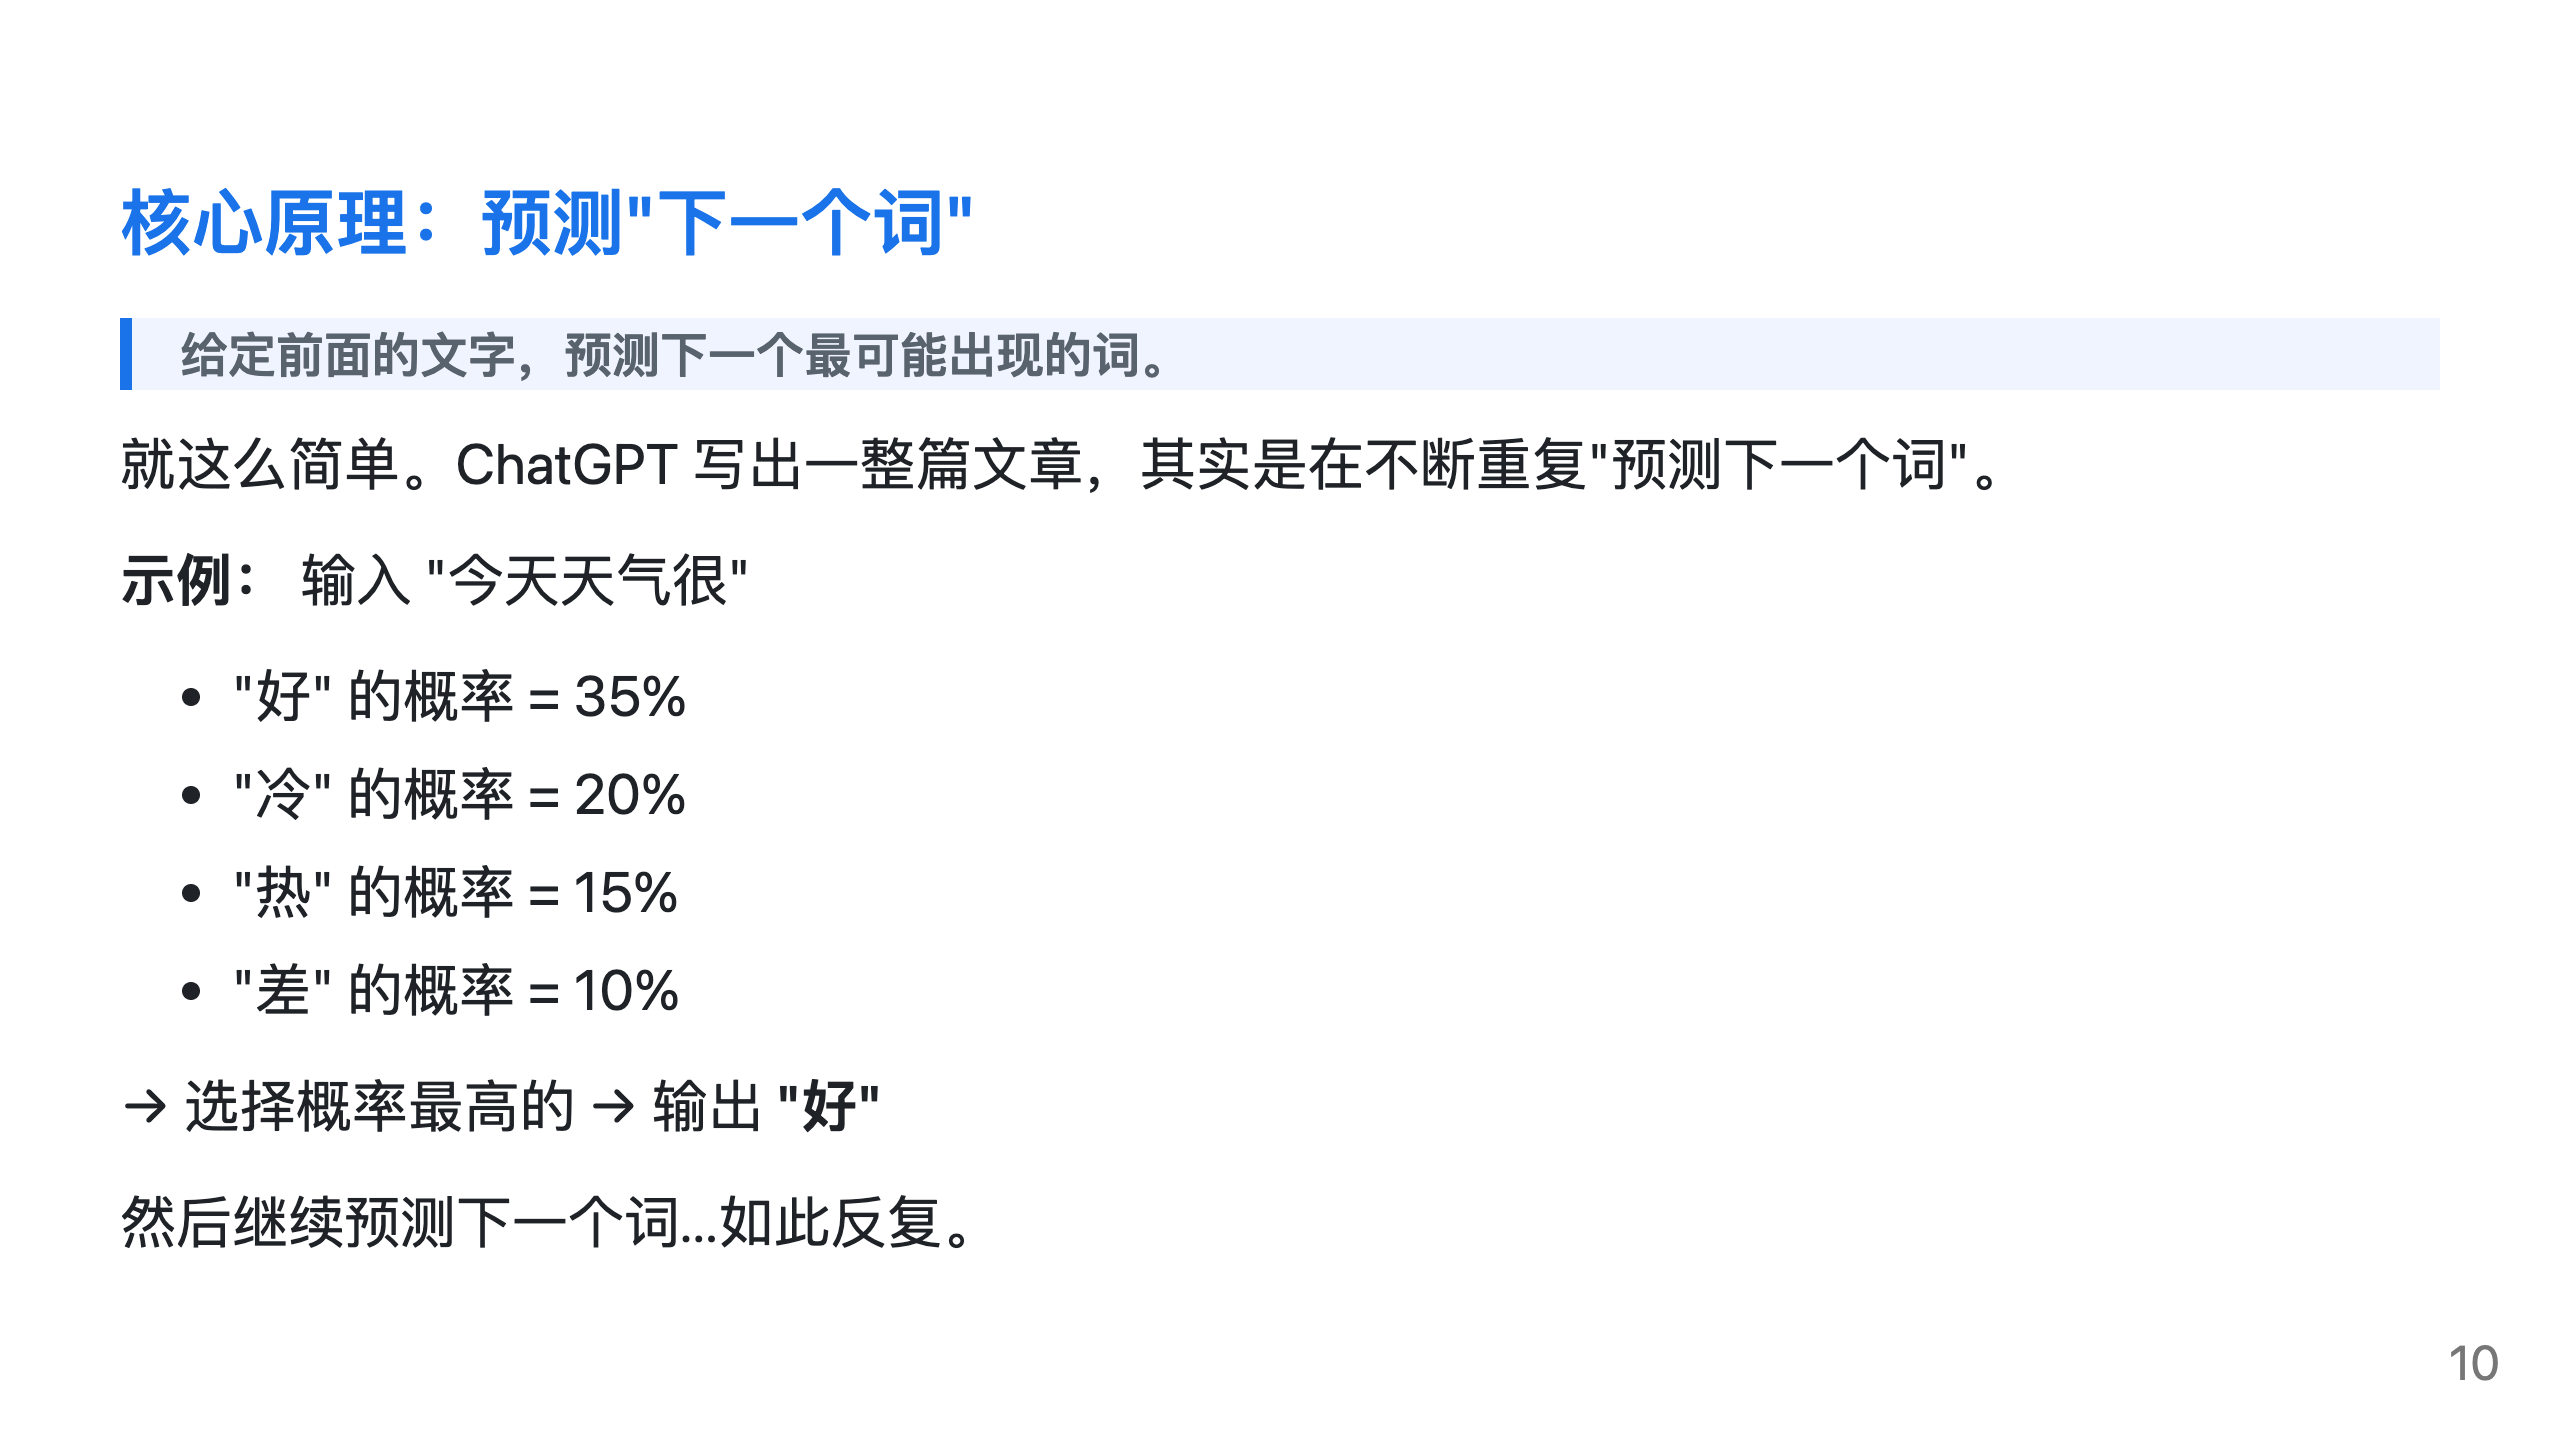 核心原理：预测"下一个词"
给定前面的文字，预测下一个最可能出现的词。
就这么简单。ChatGPT 写出一整篇文章，其实是在不断重复"预测下一个词"。
示例： 输入 "今天天气很"
• "好" 的概率 = 35%
• "冷" 的概率 = 20%
• "热" 的概率 = 15%
• "差" 的概率 = 10%
→ 选择概率最高的 → 输出 "好"
然后继续预测下一个词...如此反复。
10